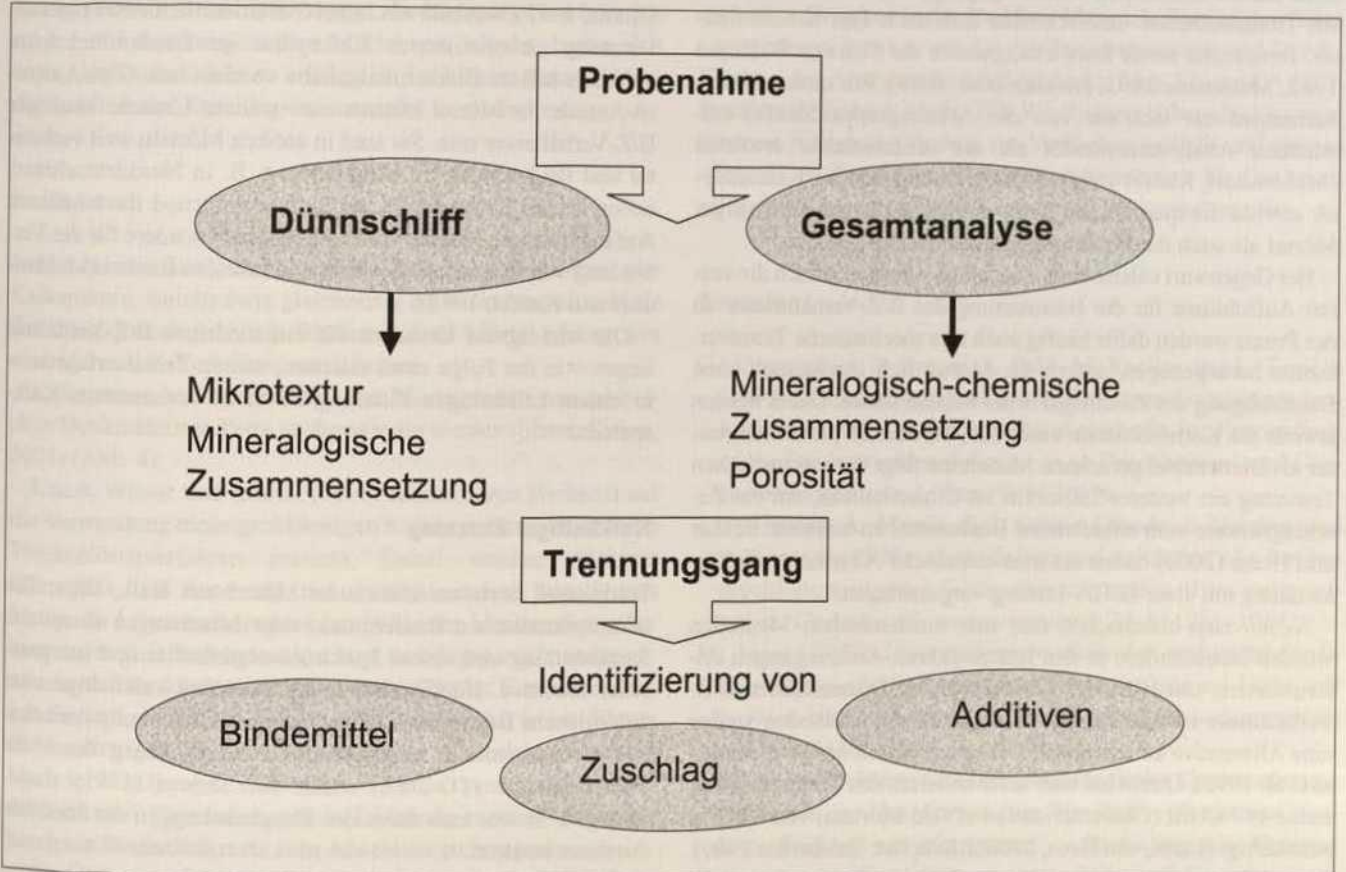 Probenahme
Dünnschliff
Gesamtanalyse
Mikrotextur
Mineralogische
Zusammensetzung
Mineralogisch-chemische
Zusammensetzung
Porosität
Trennungsgang
Identifizierung von
Bindemittel
Zuschlag
Additiven